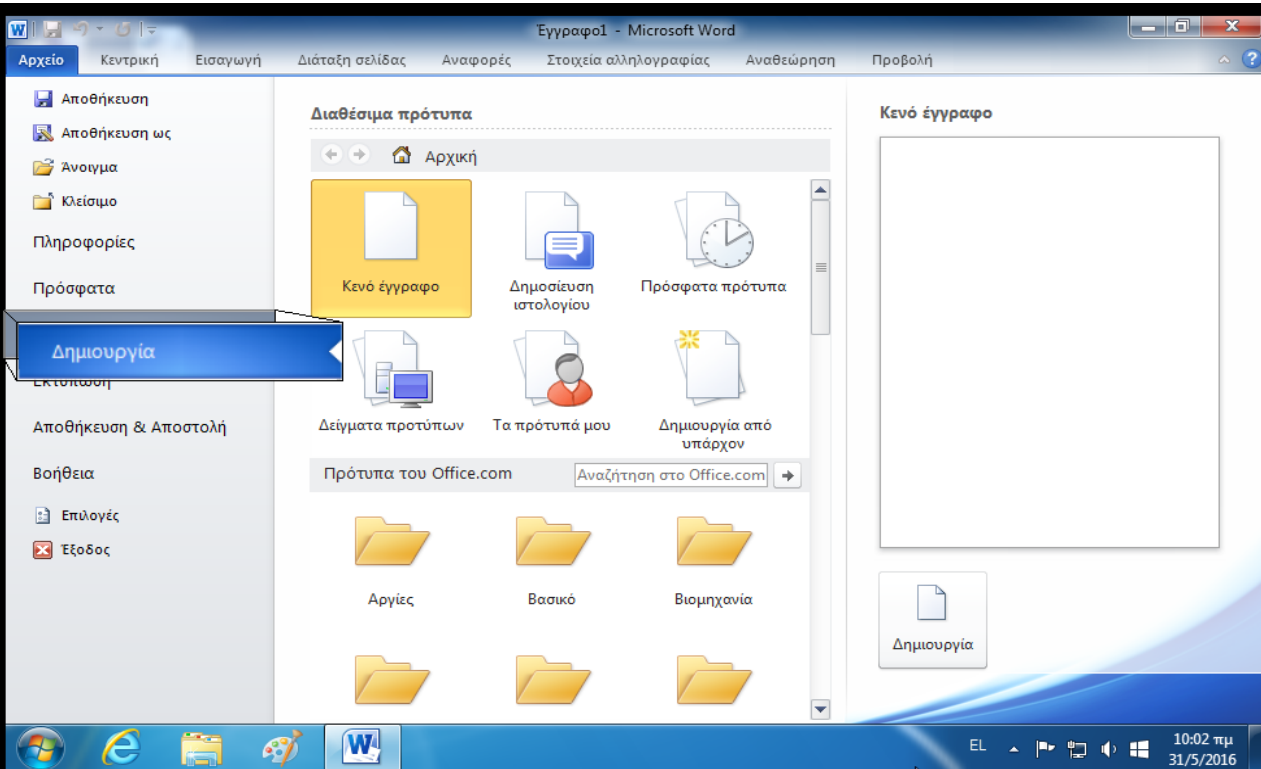 Έγγραφο1 - Microsoft Word
Αρχείο Κεντρική Εισαγωγή Διάταξη σελίδας Αναφορές Στοιχεία αλληλογραφίας Αναθεώρηση Προβολή
Αποθήκευση
Αποθήκευση ως
Άνοιγμα
Κλείσιμο
Πληροφορίες
Πρόσφατα
Δημιουργία
Εκτύπωση
Αποθήκευση & Αποστολή
Βοήθεια
Επιλογές
Έξοδος
Διαθέσιμα πρότυπα
Αρχική
Κενό έγγραφο
Δημοσίευση
ιστολογίου
Πρόσφατα πρότυπα
Δείγματα προτύπων
Τα πρότυπά μου
Δημιουργία από
υπάρχον
Πρότυπα του Office.com
Αναζήτηση στο Office.com
Αργίες
Βασικό
Βιομηχανία
Κενό έγγραφο
Δημιουργία
EL
10:02 πμ
31/5/2016